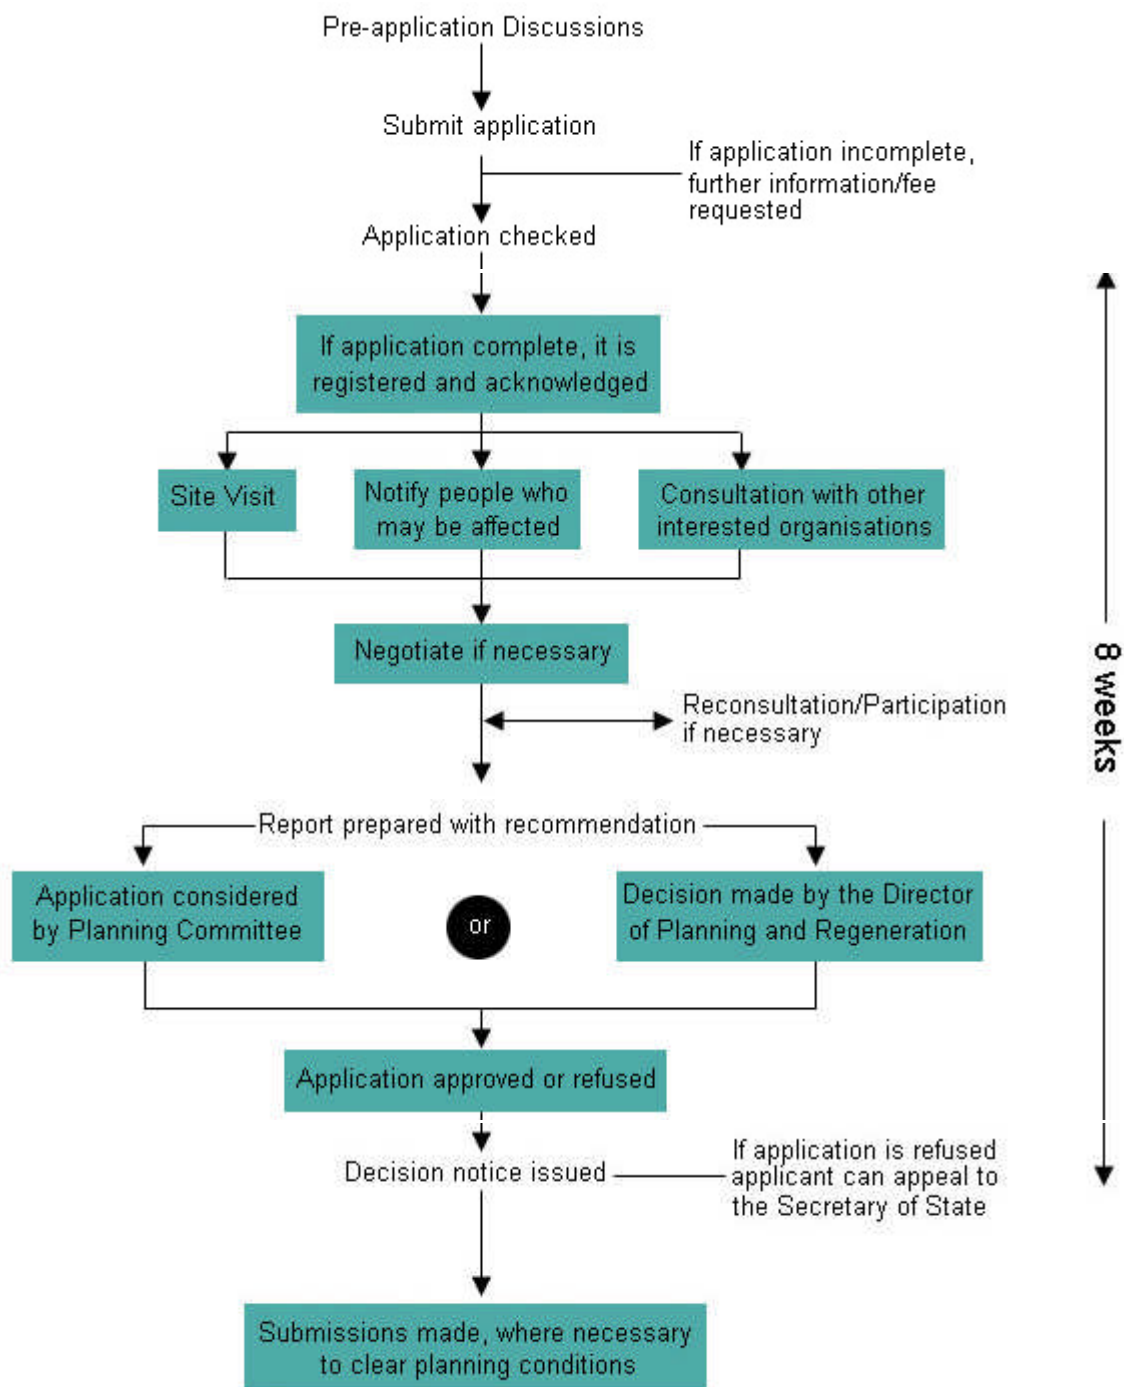 Pre-application Discussions
Submit application
If application incomplete,
further information/fee
requested
Application checked
If application complete, it is
registered and acknowledged
Site Visit
Notify people who
may be affected
Consultation with other
interested organisations
Negotiate if necessary
Reconsultation/Participation
if necessary
8 weeks
Report prepared with recommendation
Application considered
by Planning Committee
or
Decision made by the Director
of Planning and Regeneration
Application approved or refused
Decision notice issued
If application is refused
applicant can appeal to
the Secretary of State
Submissions made, where necessary
to clear planning conditions